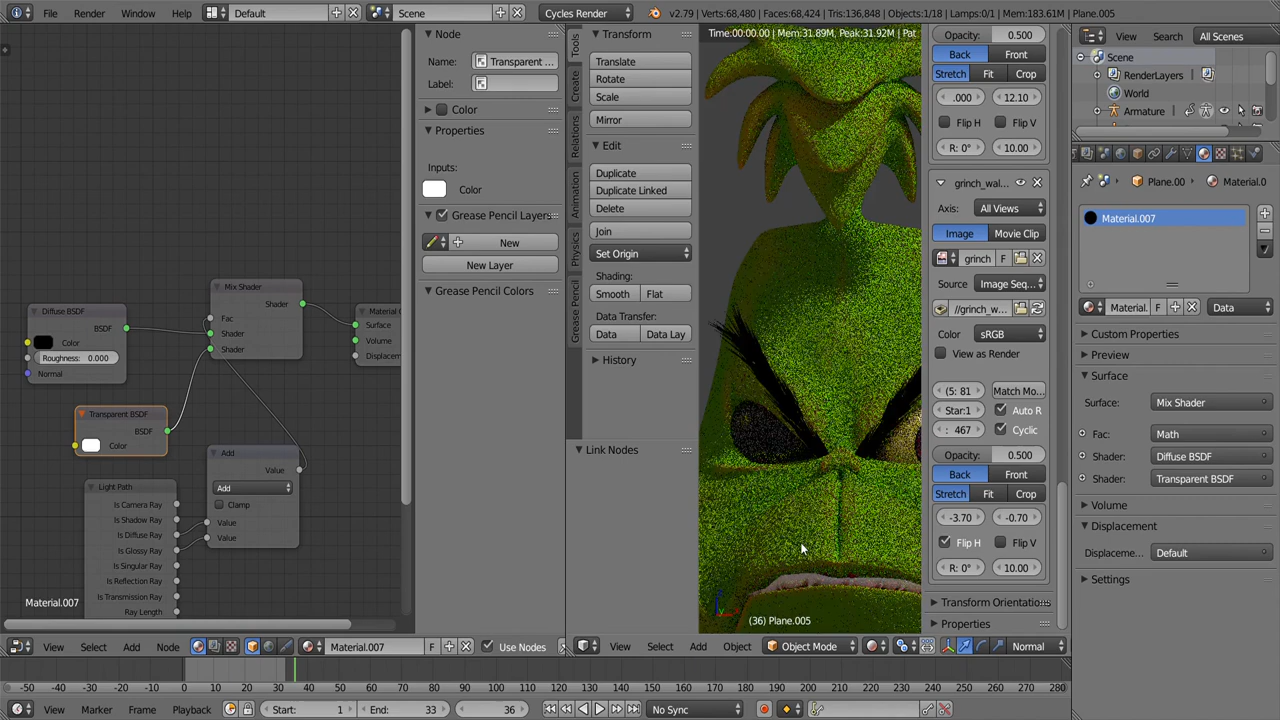 File Render Window Help Default Scene Cycles Render v2.79 | Verts:68,480 | Faces:68,424 | Tris:136,848 | Objects:1/18 | Lamps:0/1 | Mem:183.61M | Plane.005
Node
Name: Transparent ...
Label:
Color
Properties
Inputs:
Color
Grease Pencil Layers
New
New Layer
Grease Pencil Colors
Mix Shader
Shader
Fac
Shader
Shader
Diffuse BSDF
BSDF
Color
Roughness: 0.000
Normal
Material O
Surface
Volume
Displacem
Transparent BSDF
BSDF
Color
Add
Value
Add
Clamp
Value
Value
Light Path
Is Camera Ray
Is Shadow Ray
Is Diffuse Ray
Is Glossy Ray
Is Singular Ray
Is Reflection Ray
Is Transmission Ray
Ray Length
Material.007
Tools
Create
Relations
Animation
Physics
Grease Pencil
Transform
Translate
Rotate
Scale
Mirror
Edit
Duplicate
Duplicate Linked
Delete
Join
Set Origin
Shading:
Smooth Flat
Data Transfer:
Data Data Lay
History
Link Nodes
Time:00:00.00 | Mem:31.89M, Peak:31.92M | Pat
(36) Plane.005
Opacity: 0.500
Back Front
Stretch Fit Crop
.000 12.10
Flip H Flip V
R: 0° 10.00
grinch_wal..
Axis: All Views
Image Movie Clip
grinch F
Source Image Seq...
//grinch_w...
Color sRGB
View as Render
(5: 81 Match Mo...
Star:1 Auto R
: 467 Cyclic
Opacity: 0.500
Back Front
Stretch Fit Crop
-3.70 -0.70
Flip H Flip V
R: 0° 10.00
Transform Orientations
Properties
View Search All Scenes
Scene
RenderLayers
World
Armature
Plane.00 Material.0
Material.007
Material. F Data
Custom Properties
Preview
Surface
Surface: Mix Shader
Fac: Math
Shader: Diffuse BSDF
Shader: Transparent BSDF
Volume
Displacement
Displaceme... Default
Settings
View Select Add Node Material.007 F Use Nodes
View Select Add Object Object Mode Normal
-50 -40 -30 -20 -10 0 10 20 30 40 50 60 70 80 90 100 110 120 130 140 150 160 170 180 190 200 210 220 230 240 250 260 270 280
View Marker Frame Playback Start: 1 End: 33 36 No Sync